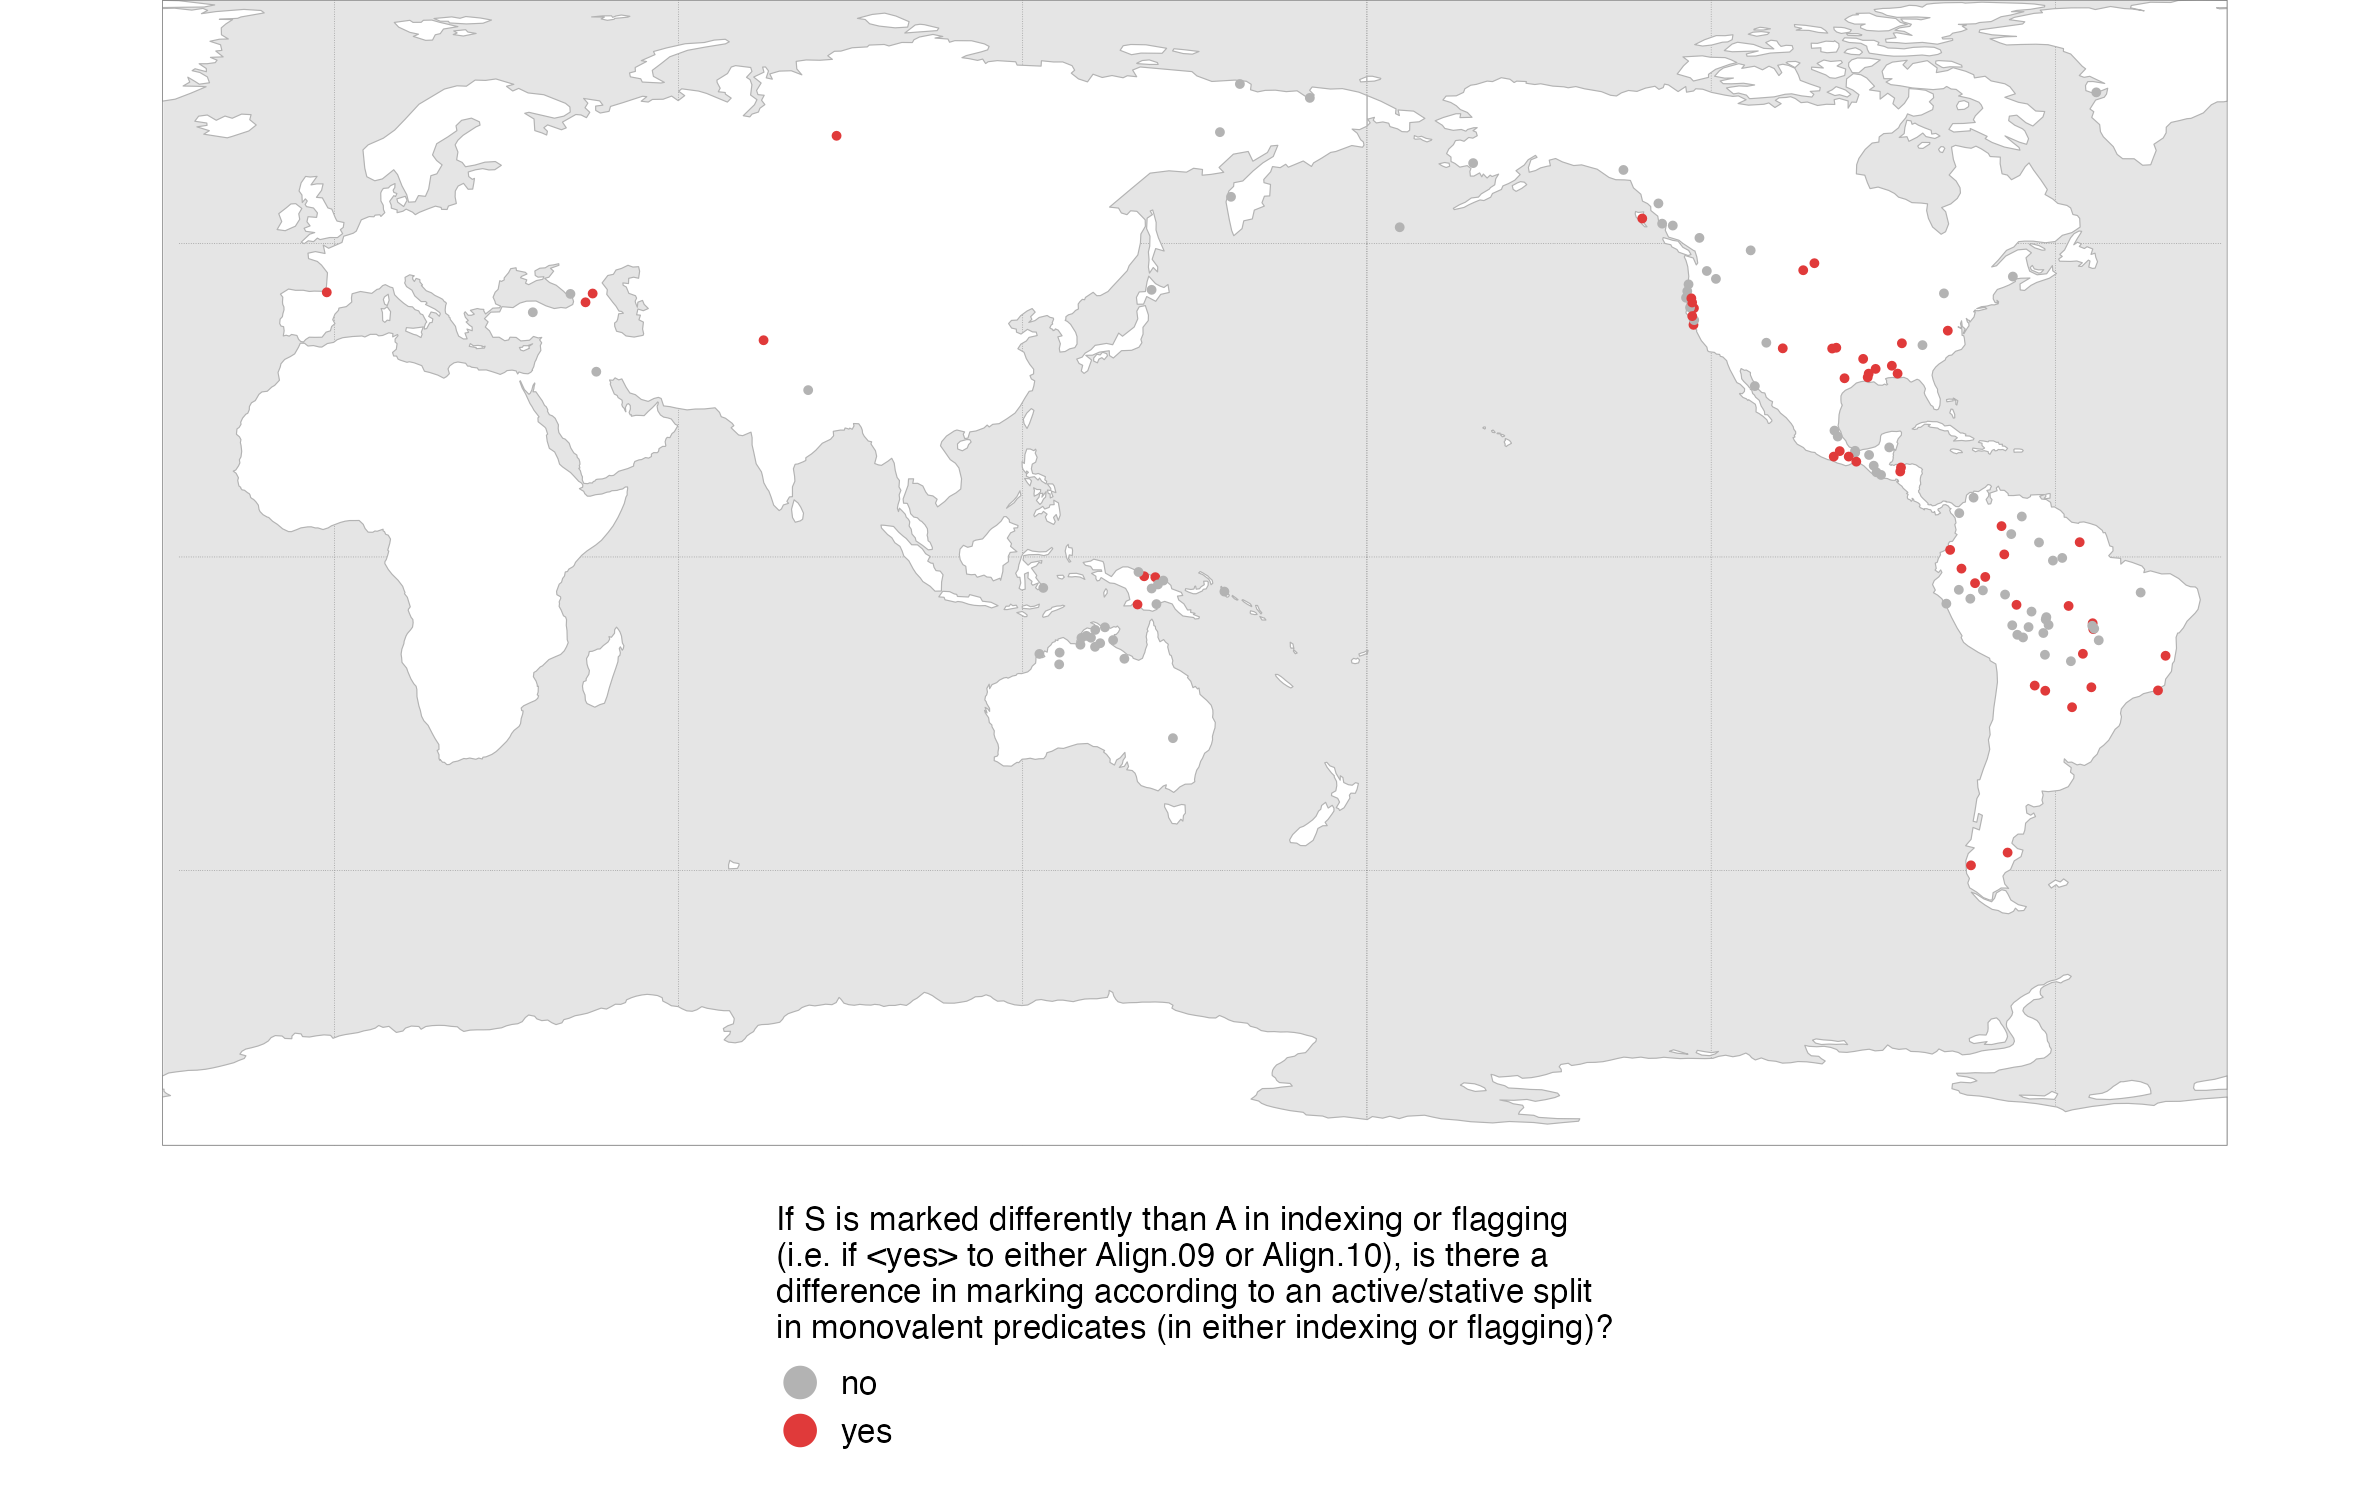 If S is marked differently than A in indexing or flagging
(i.e. if <yes> to either Align.09 or Align.10), is there a
difference in marking according to an active/stative split
in monovalent predicates (in either indexing or flagging)?
no
yes